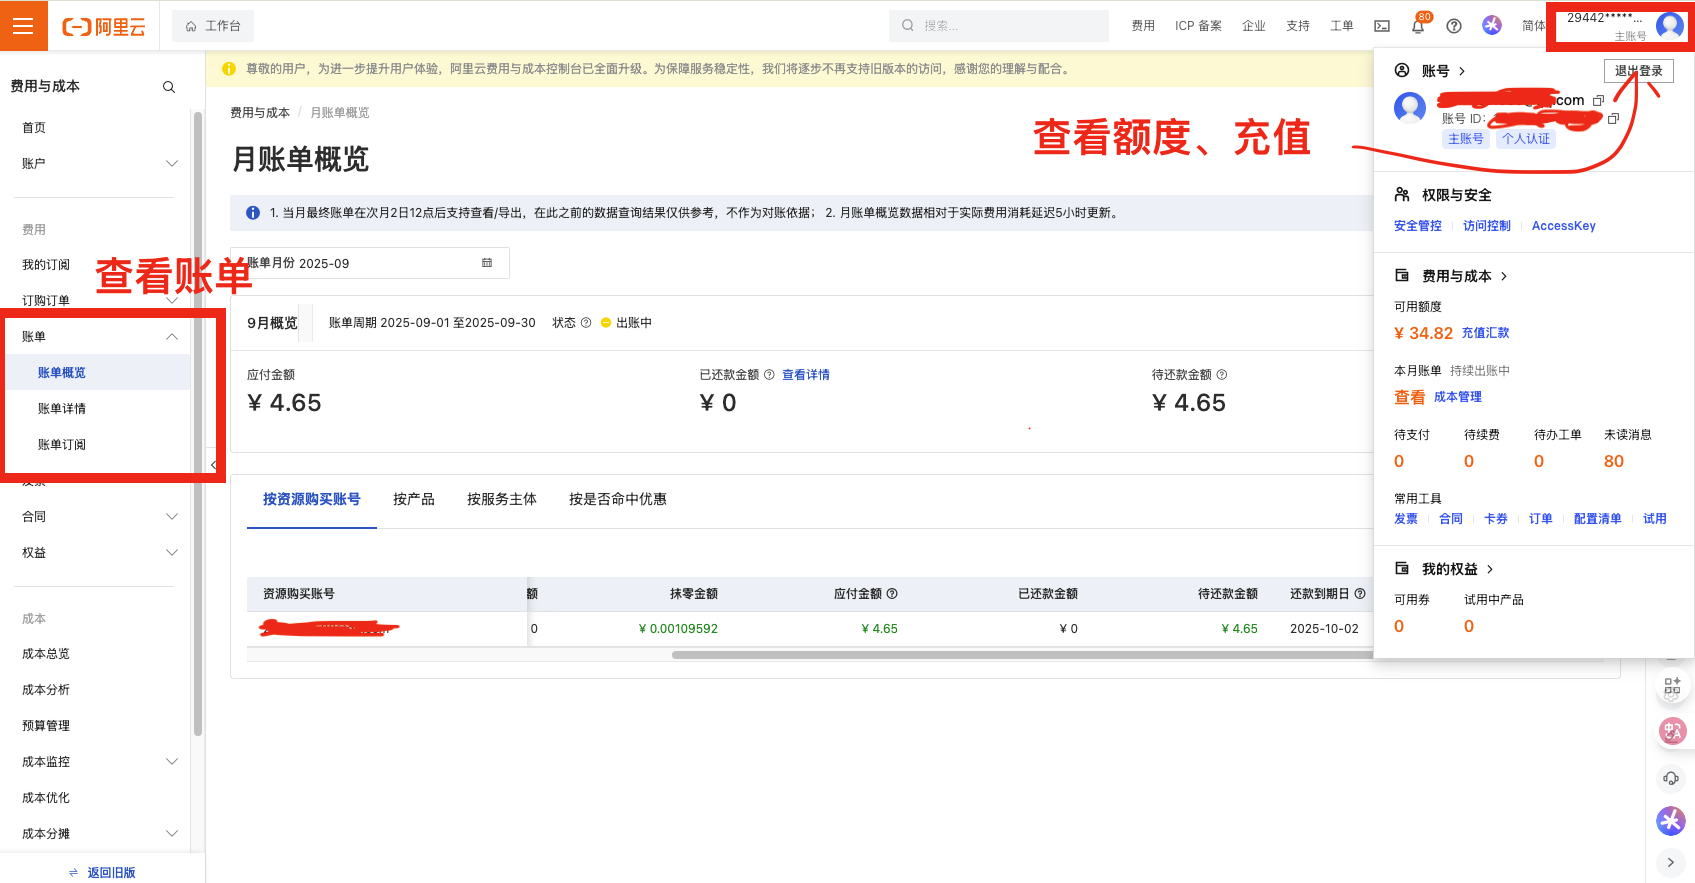 阿里云
工作台
搜索...
费用
ICP 备案
企业
支持
工单
80
简体
29442*****...
主账号
费用与成本
首页
账户
费用
我的订阅
订购订单
查看账单
账单
账单概览
账单详情
账单订阅
发票
合同
权益
成本
成本总览
成本分析
预算管理
成本监控
成本优化
成本分摊
返回旧版
尊敬的用户，为进一步提升用户体验，阿里云费用与成本控制台已全面升级。为保障服务稳定性，我们将逐步不再支持旧版本的访问，感谢您的理解与配合。
费用与成本 / 月账单概览
月账单概览
查看额度、充值
1. 当月最终账单在次月2日12点后支持查看/导出，在此之前的数据查询结果仅供参考，不作为对账依据； 2. 月账单概览数据相对于实际费用消耗延迟5小时更新。
账单月份 2025-09
9月概览
账单周期 2025-09-01 至2025-09-30
状态
出账中
应付金额
¥ 4.65
已还款金额
查看详情
¥ 0
待还款金额
¥ 4.65
按资源购买账号
按产品
按服务主体
按是否命中优惠
资源购买账号
额
抹零金额
应付金额
已还款金额
待还款金额
还款到期日
0
¥ 0.00109592
¥ 4.65
¥ 0
¥ 4.65
2025-10-02
账号
退出登录
.com
账号 ID:
主账号
个人认证
权限与安全
安全管控
访问控制
AccessKey
费用与成本
可用额度
¥ 34.82 充值汇款
本月账单 持续出账中
查看 成本管理
待支付
待续费
待办工单
未读消息
0
0
0
80
常用工具
发票
合同
卡券
订单
配置清单
试用
我的权益
可用券
试用中产品
0
0